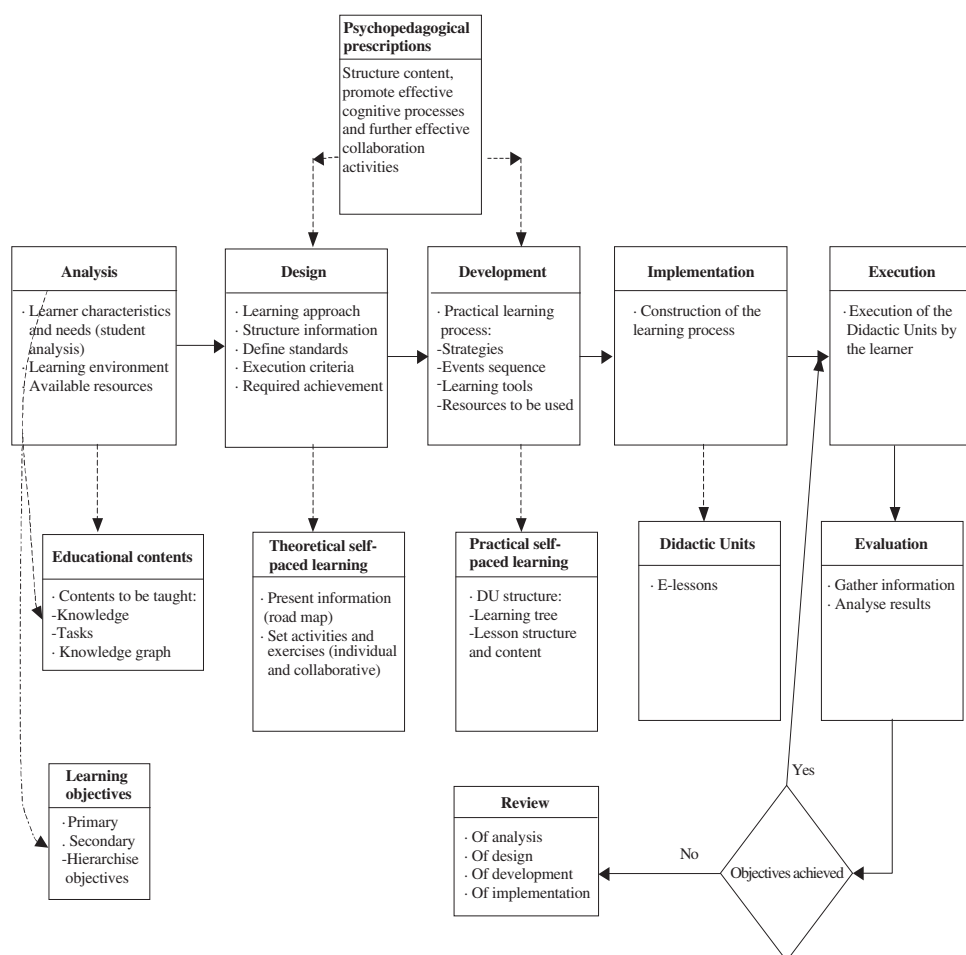 Psychopedagogical
prescriptions
Structure content,
promote effective
cognitive processes
and further effective
collaboration
activities
Analysis
· Learner characteristics
and needs (student
analysis)
· Learning environment
· Available resources
Design
· Learning approach
· Structure information
· Define standards
· Execution criteria
· Required achievement
Development
· Practical learning
process:
-Strategies
-Events sequence
-Learning tools
-Resources to be used
Implementation
· Construction of the
learning process
Execution
· Execution of the
Didactic Units by
the learner
Educational contents
· Contents to be taught:
-Knowledge
-Tasks
· Knowledge graph
Theoretical self-
paced learning
· Present information
(road map)
· Set activities and
exercises (individual
and collaborative)
Practical self-paced
learning
· DU structure:
-Learning tree
-Lesson structure
and content
Didactic Units
· E-lessons
Evaluation
· Gather information
· Analyse results
Learning
objectives
· Primary
. Secondary
-Hierarchise
objectives
Review
· Of analysis
· Of design
· Of development
· Of implementation
No
Yes
Objectives achieved